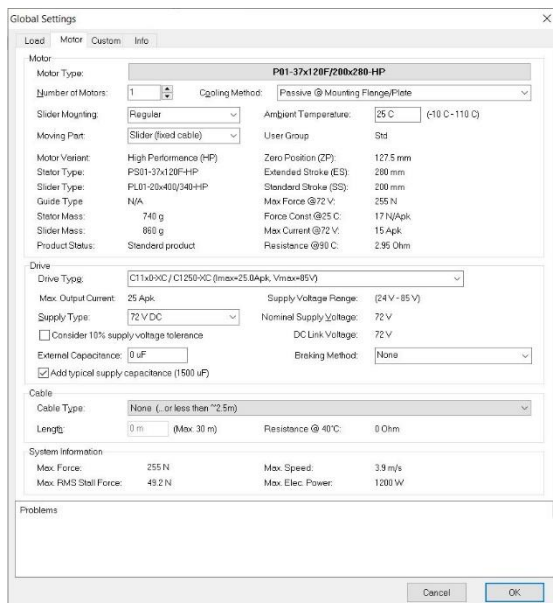 Global Settings
Load Motor Custom Info
Motor
Motor Type: P01-37x120F/200x280-HP
Number of Motors: 1 Cooling Method: Passive @ Mounting Flange/Plate
Slider Mounting: Regular Ambient Temperature: 25 C (-10 C - 110 C)
Moving Part: Slider (fixed cable) User Group Std
Motor Variant: High Performance (HP) Zero Position (ZP): 127.5 mm
Stator Type: PS01-37x120F-HP Extended Stroke (ES): 280 mm
Slider Type: PL01-20x400/340-HP Standard Stroke (SS): 200 mm
Guide Type N/A Max Force @72 V: 255 N
Stator Mass: 740 g Force Const @25 C: 17 N/Apk
Slider Mass: 860 g Max Current @72 V: 15 Apk
Product Status: Standard product Resistance @90 C: 2.95 Ohm
Drive
Drive Type: C11x0-XC / C1250-XC (Imax=25.0Apk, Vmax=85V)
Max. Output Current: 25 Apk Supply Voltage Range: (24 V - 85 V)
Supply Type: 72 V DC Nominal Supply Voltage: 72 V
Consider 10% supply voltage tolerance DC Link Voltage: 72 V
External Capacitance: 0 uF Braking Method: None
Add typical supply capacitance (1500 uF)
Cable
Cable Type: None (...or less than ~2.5m)
Length: 0 m (Max. 30 m) Resistance @ 40°C: 0 Ohm
System Information
Max. Force: 255 N Max. Speed: 3.9 m/s
Max. RMS Stall Force: 49.2 N Max. Elec. Power: 1200 W
Problems
Cancel OK